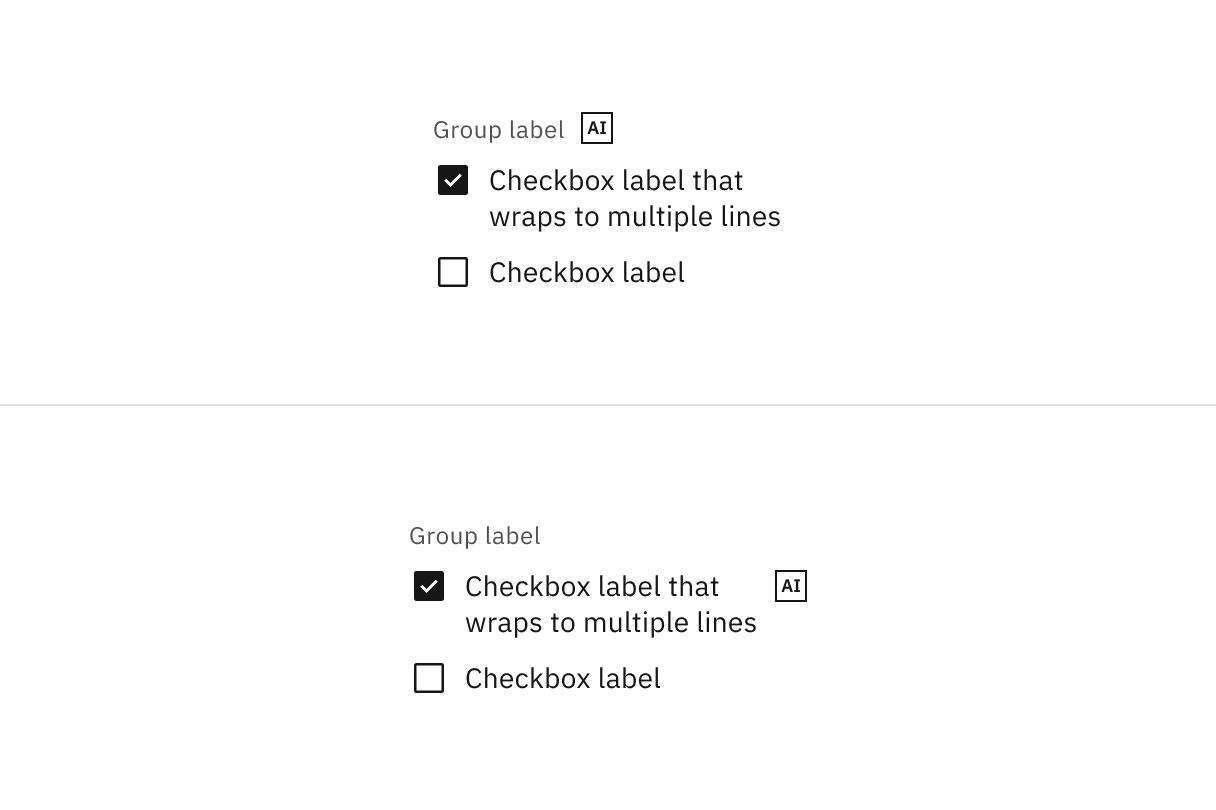 Group label AI
Checkbox label that
wraps to multiple lines
Checkbox label
Group label
Checkbox label that AI
wraps to multiple lines
Checkbox label